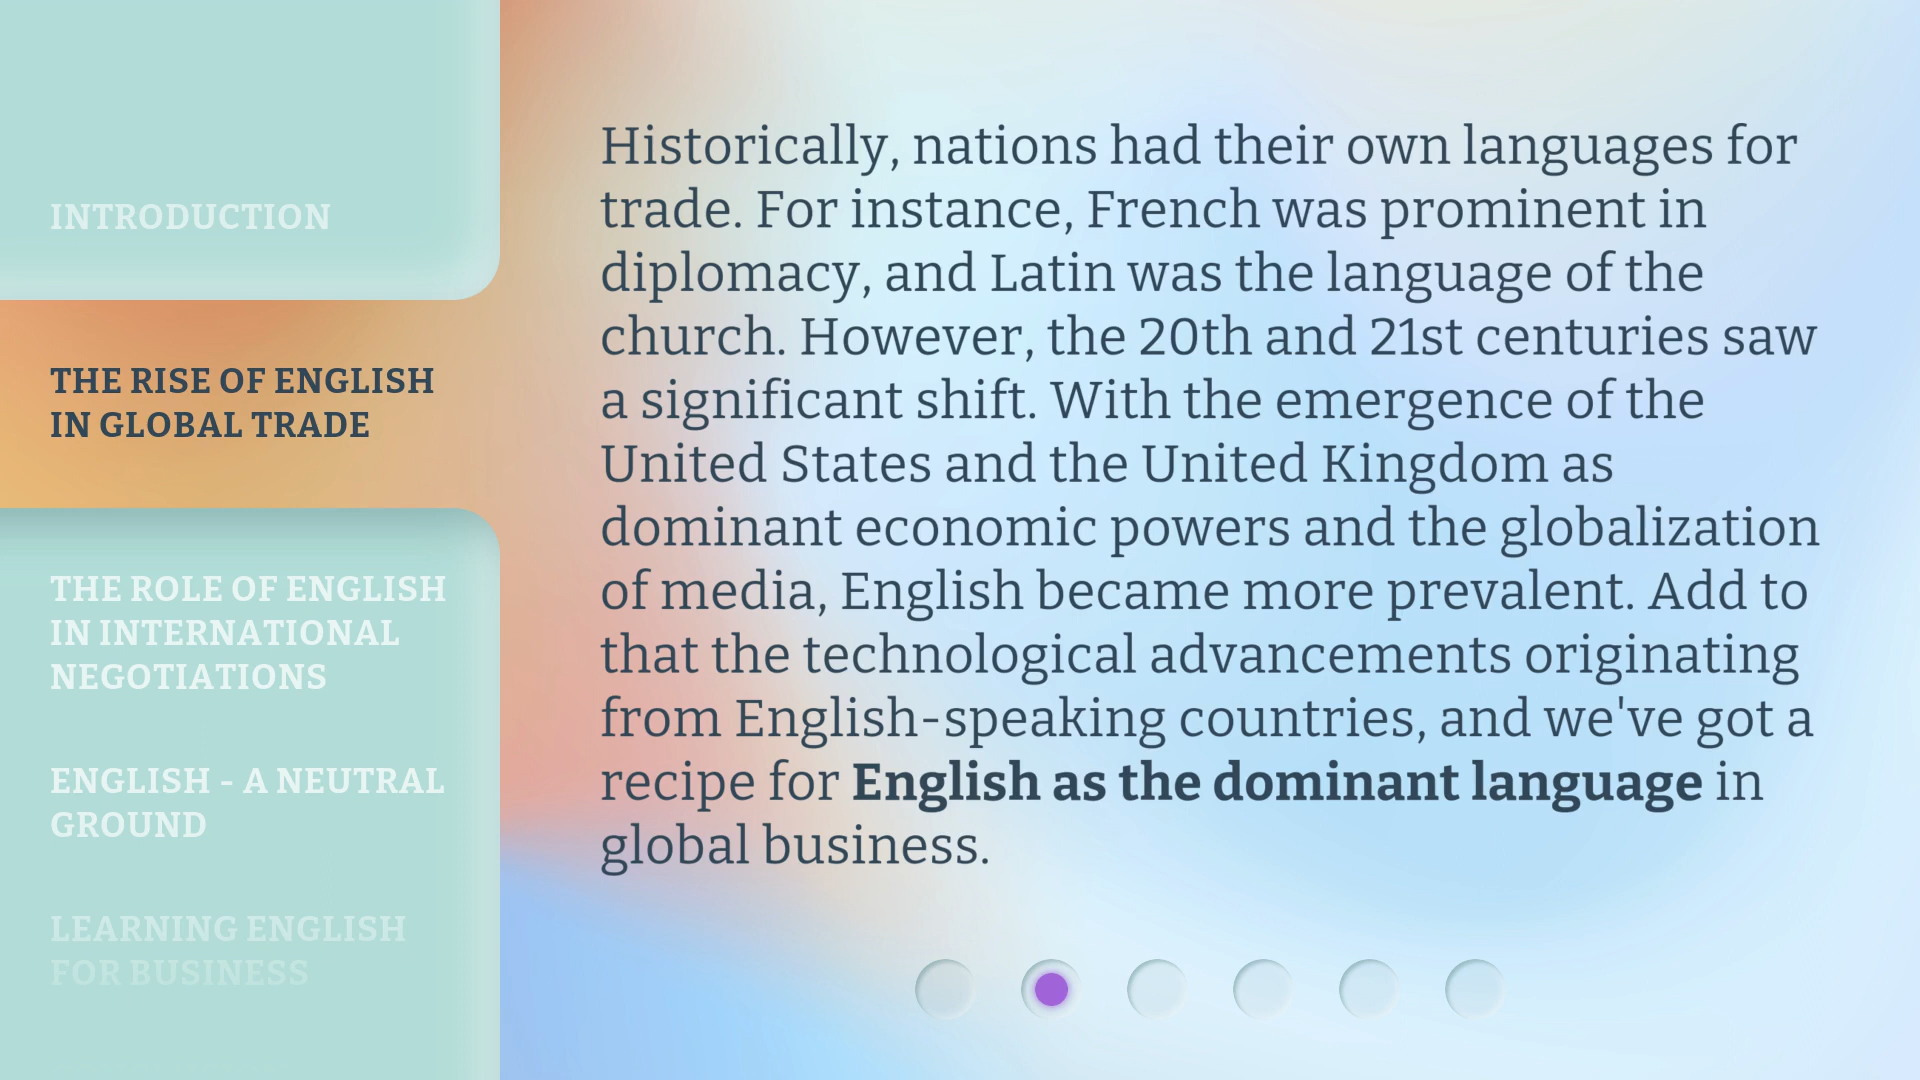 INTRODUCTION
THE RISE OF ENGLISH
IN GLOBAL TRADE
THE ROLE OF ENGLISH
IN INTERNATIONAL
NEGOTIATIONS
ENGLISH - A NEUTRAL
GROUND
LEARNING ENGLISH
FOR BUSINESS
Historically, nations had their own languages for
trade. For instance, French was prominent in
diplomacy, and Latin was the language of the
church. However, the 20th and 21st centuries saw
a significant shift. With the emergence of the
United States and the United Kingdom as
dominant economic powers and the globalization
of media, English became more prevalent. Add to
that the technological advancements originating
from English-speaking countries, and we've got a
recipe for English as the dominant language in
global business.